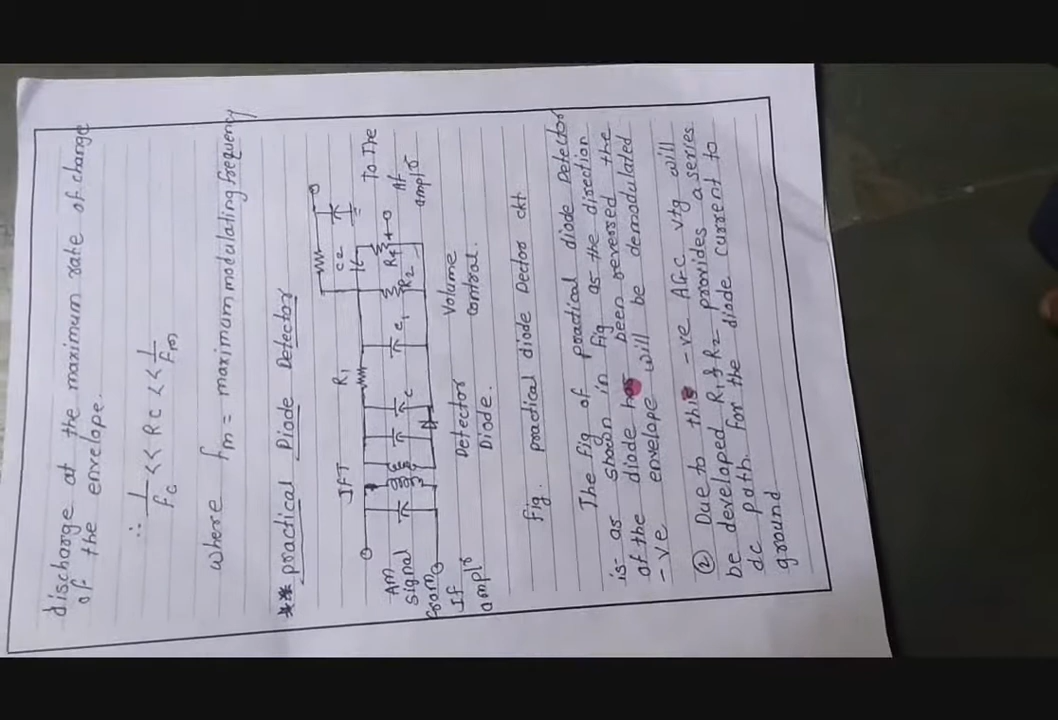 discharge at the maximum rate of change
of the envelope.
∴ 1/fc << RC << 1/fm
where fm = maximum modulating frequency
** practical Diode Detector
IFT R1
C2
To The
AF
amplr
R4
R2
C1
C
AM
Signal
from
IF
amplr
Detector
Diode.
Volume
Control.
fig. practical diode Dector ckt
The fig of practical diode Detector
is as shown in fig as the direction
of the diode has been reversed the
-ve envelope will be demodulated
② Due to this -ve AGC vtg will
be developed R1 & R2 provides a series
dc path for the diode current to
ground